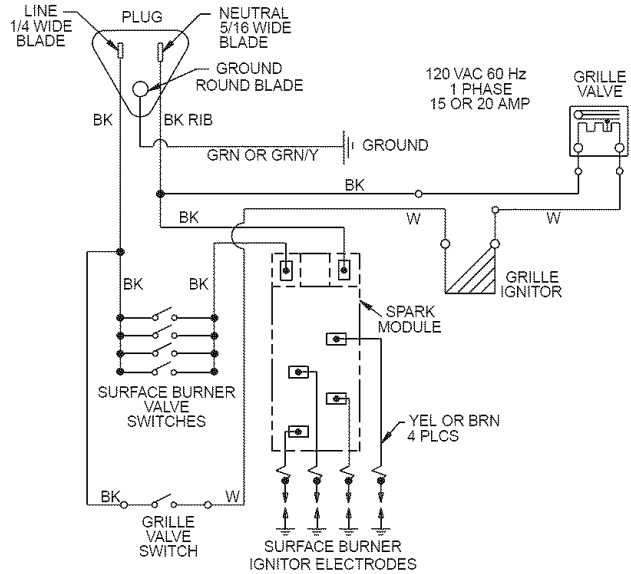 LINE
1/4 WIDE
BLADE
PLUG
NEUTRAL
5/16 WIDE
BLADE
GROUND
ROUND BLADE
120 VAC 60 Hz
1 PHASE
15 OR 20 AMP
GRILLE
VALVE
BK
BK RIB
GRN OR GRN/Y
GROUND
BK
BK
W
W
BK
BK
GRILLE
IGNITOR
SPARK
MODULE
SURFACE BURNER
VALVE
SWITCHES
YEL OR BRN
4 PLCS
BK
W
GRILLE
VALVE
SWITCH
SURFACE BURNER
IGNITOR ELECTRODES